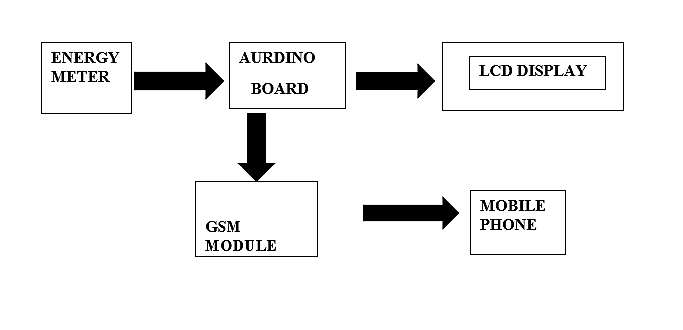 ENERGY
METER
AURDINO
BOARD
LCD DISPLAY
GSM
MODULE
MOBILE
PHONE